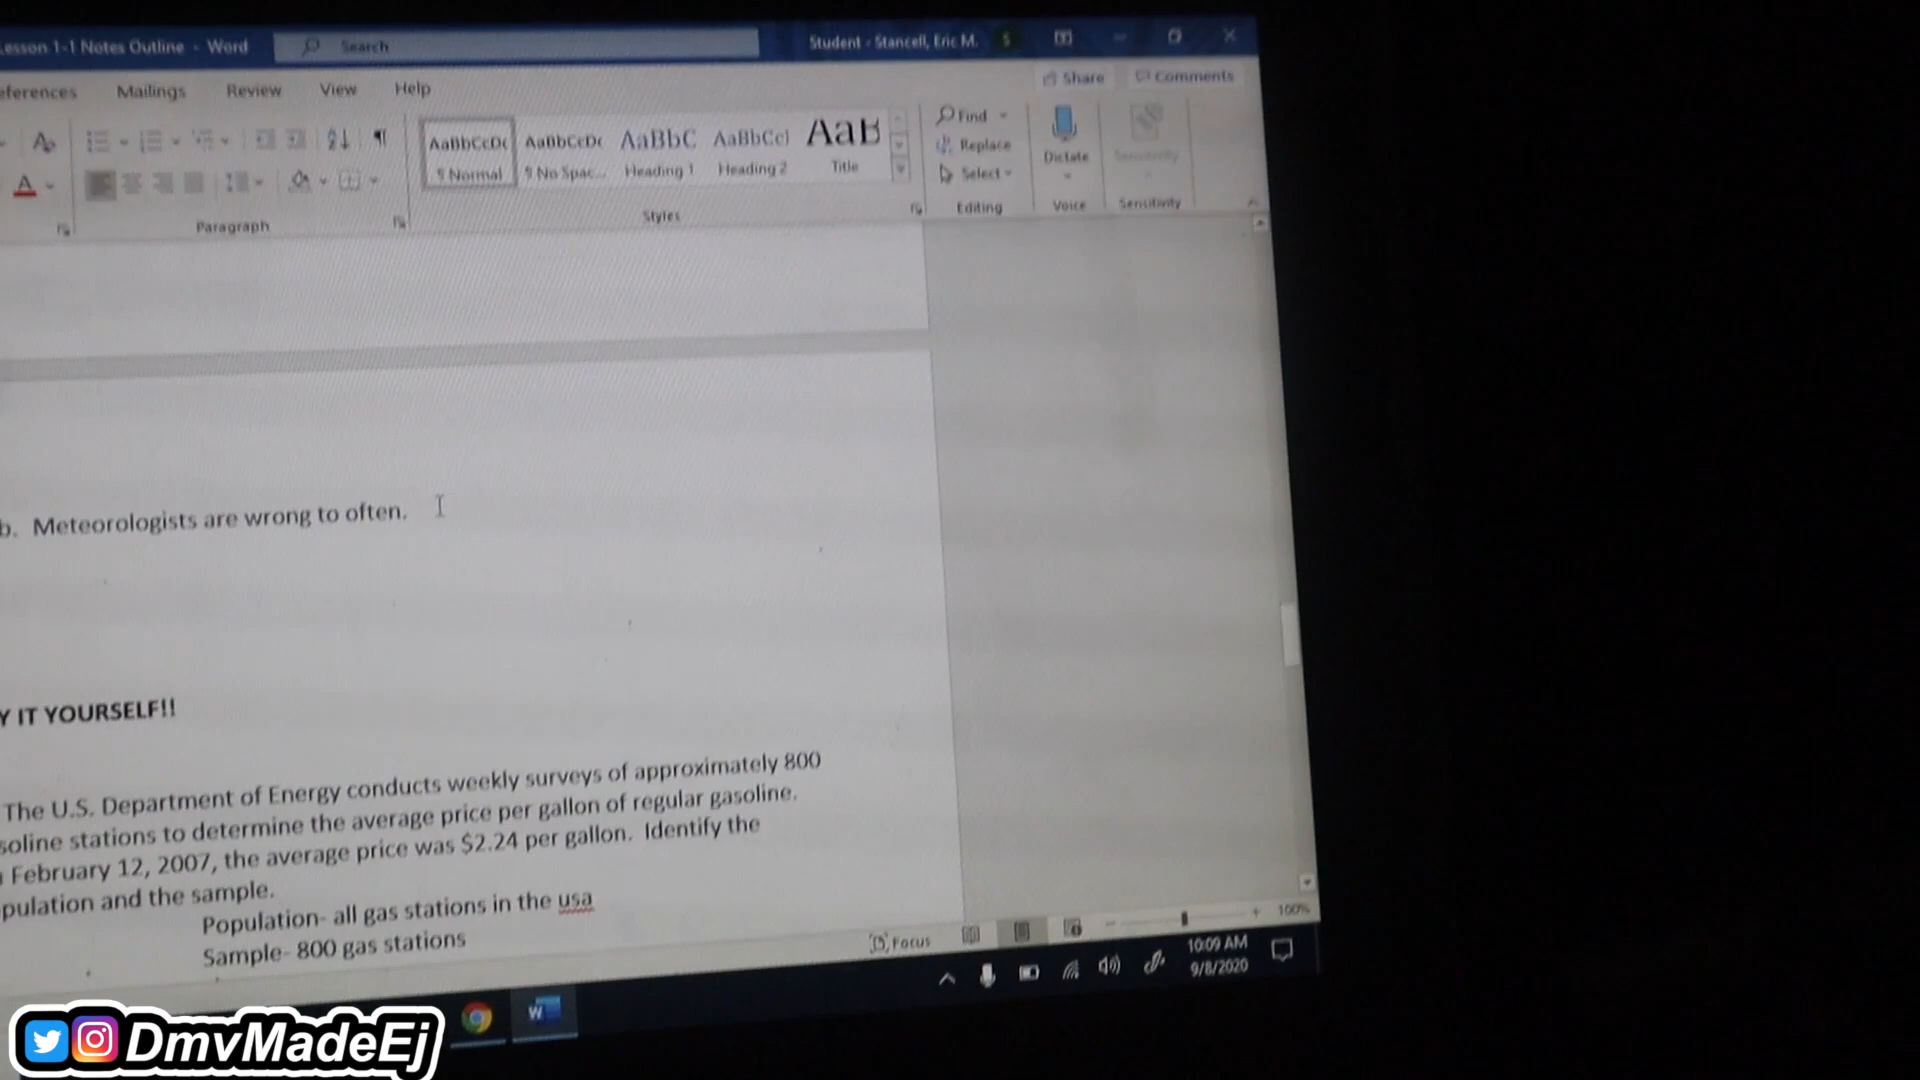 Lesson 1-1 Notes Outline - Word
Search
Student - Stancell, Eric M.
S
eferences Mailings Review View Help
Share Comments
AaBbCcDc AaBbCcDc AaBbC AaBbCcl AaB
¶ Normal ¶ No Spac... Heading 1 Heading 2 Title
Find
Replace
Select
Dictate
Sensitivity
Paragraph Styles Editing Voice Sensitivity
b. Meteorologists are wrong to often.
Y IT YOURSELF!!
The U.S. Department of Energy conducts weekly surveys of approximately 800
soline stations to determine the average price per gallon of regular gasoline.
February 12, 2007, the average price was $2.24 per gallon. Identify the
pulation and the sample.
Population- all gas stations in the usa
Sample- 800 gas stations
Focus
100%
10:09 AM
9/8/2020
DmvMadeEj